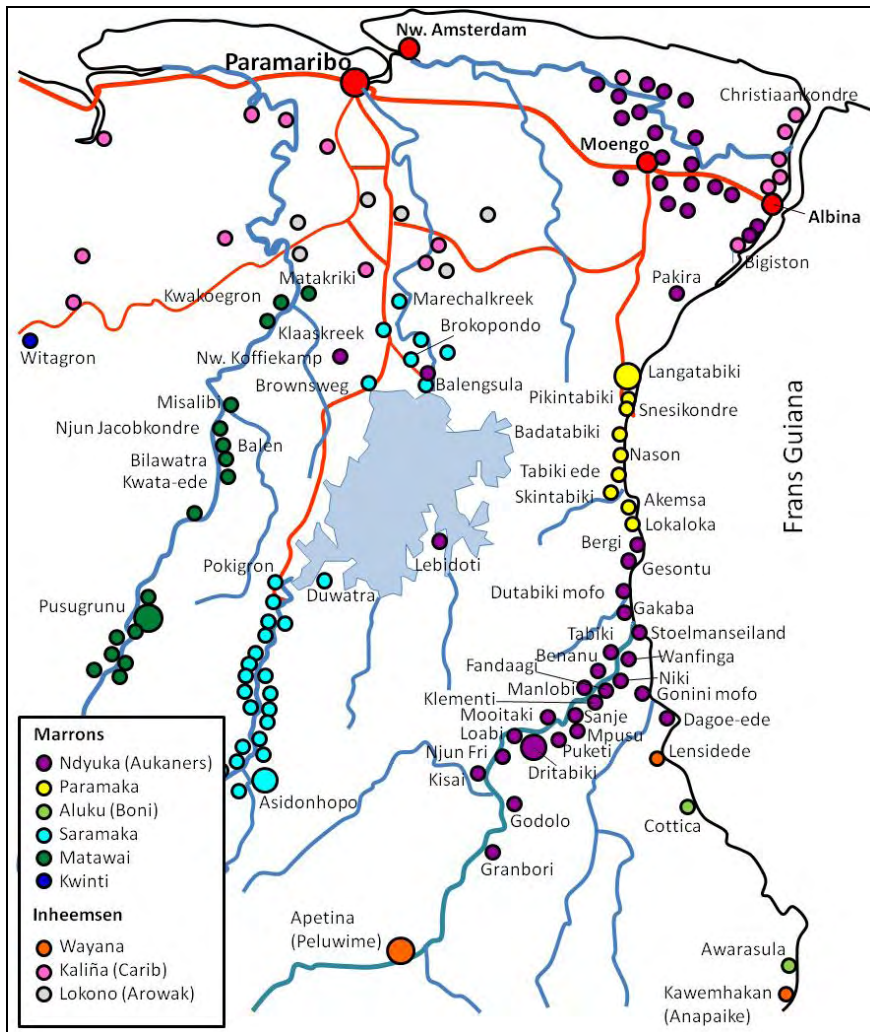 Nw. Amsterdam
Paramaribo
Christiaankondre
Moengo
Albina
Bigiston
Pakira
Matakriki
Kwakoegron
Marechalkreek
Klaaskreek
Brokopondo
Witagron
Nw. Koffiekamp
Brownsweg
Balengsula
Langatabiki
Pikintabiki
Snesikondre
Misalibi
Njun Jacobkondre
Balen
Bilawatra
Kwata-ede
Badatabiki
Nason
Tabiki ede
Skintabiki
Akemsa
Lokaloka
Frans Guiana
Bergi
Lebidoti
Gesontu
Pokigron
Duwatra
Dutabiki mofo
Gakaba
Pusugrunu
Tabiki
Stoelmanseiland
Benanu
Wanfinga
Fandaagi
Niki
Manlobi
Gonini mofo
Klementi
Mooitaki
Sanje
Dagoe-ede
Loabi
Mpusu
Njun Fri
Puketi
Lensidede
Kisai
Dritabiki
Asidonhopo
Godolo
Cottica
Granbori
Apetina
(Peluwime)
Awarasula
Kawemhakan
(Anapaike)
Marrons
Ndyuka (Aukaners)
Paramaka
Aluku (Boni)
Saramaka
Matawai
Kwinti
Inheemsen
Wayana
Kaliña (Carib)
Lokono (Arowak)